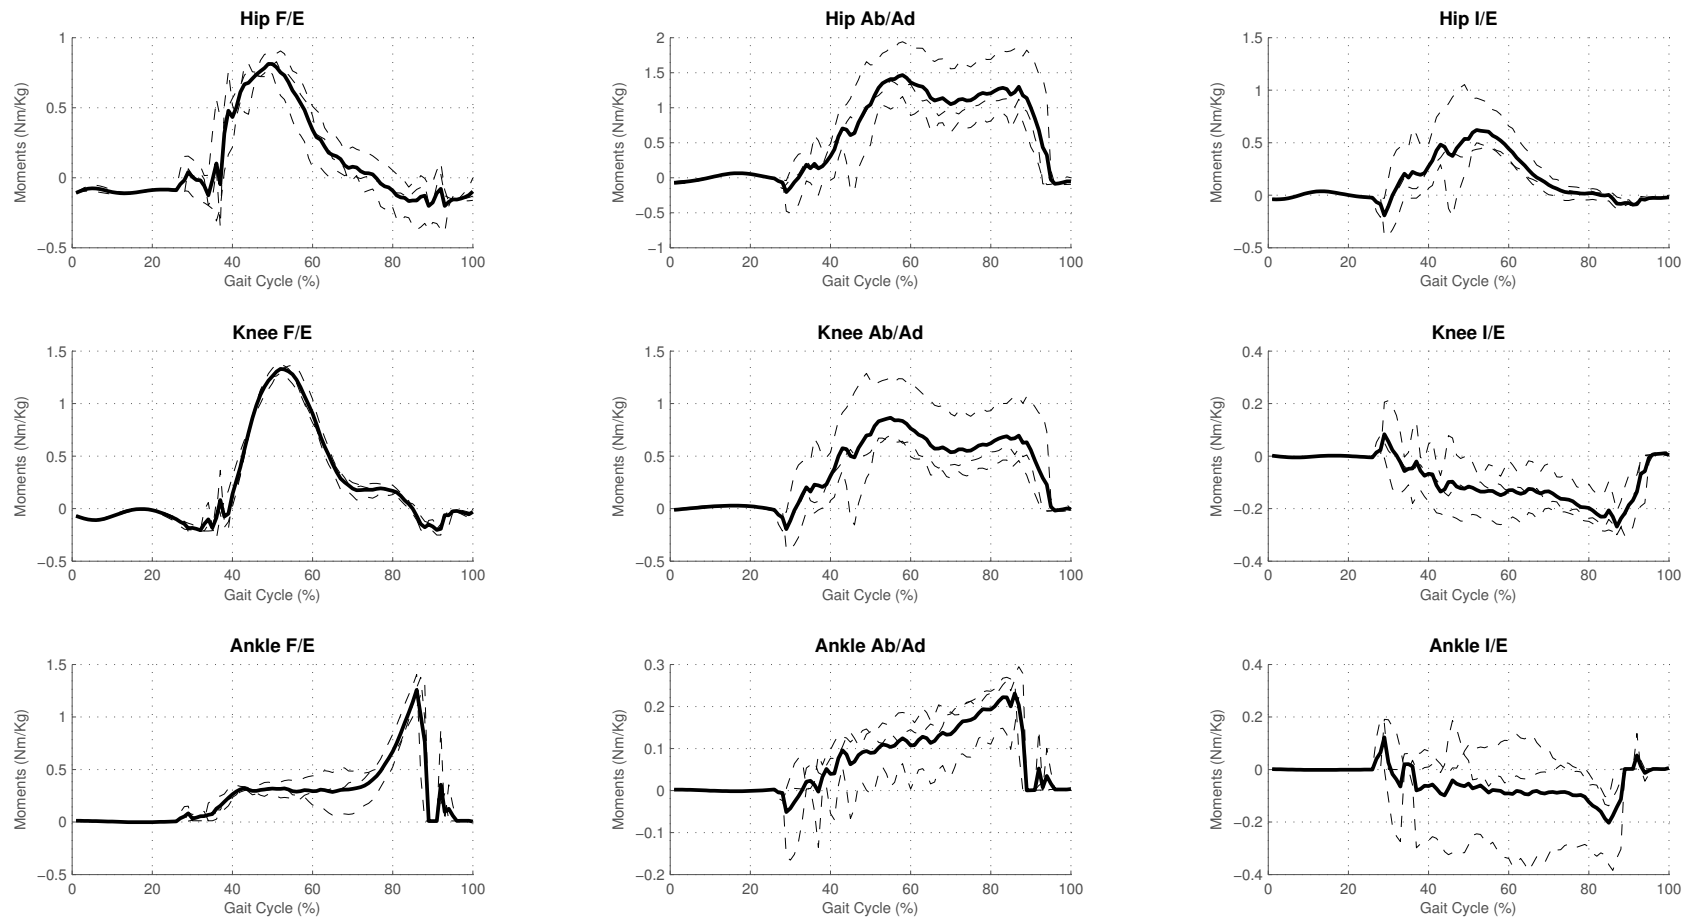 Hip F/E
Moments (Nm/Kg)
1
0.5
0
−0.5
0 20 40 60 80 100
Gait Cycle (%)
Hip Ab/Ad
Moments (Nm/Kg)
2
1.5
1
0.5
0
−0.5
−1
0 20 40 60 80 100
Gait Cycle (%)
Hip I/E
Moments (Nm/Kg)
1.5
1
0.5
0
−0.5
0 20 40 60 80 100
Gait Cycle (%)
Knee F/E
Moments (Nm/Kg)
1.5
1
0.5
0
−0.5
0 20 40 60 80 100
Gait Cycle (%)
Knee Ab/Ad
Moments (Nm/Kg)
1.5
1
0.5
0
−0.5
0 20 40 60 80 100
Gait Cycle (%)
Knee I/E
Moments (Nm/Kg)
0.4
0.2
0
−0.2
−0.4
0 20 40 60 80 100
Gait Cycle (%)
Ankle F/E
Moments (Nm/Kg)
1.5
1
0.5
0
−0.5
0 20 40 60 80 100
Gait Cycle (%)
Ankle Ab/Ad
Moments (Nm/Kg)
0.3
0.2
0.1
0
−0.1
−0.2
0 20 40 60 80 100
Gait Cycle (%)
Ankle I/E
Moments (Nm/Kg)
0.4
0.2
0
−0.2
−0.4
0 20 40 60 80 100
Gait Cycle (%)